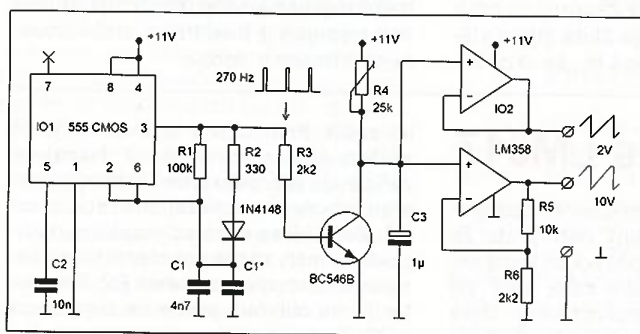 +11V
+11V
+11V
7
8
4
270 Hz
R4
25k
+
-
IO2
LM358
2V
IO1
555 CMOS
3
R1
100k
R2
330
R3
2k2
+
-
10V
5
1
2
6
1N4148
R5
10k
C3
1µ
BC546B
C2
10n
C1
4n7
C1*
R6
2k2